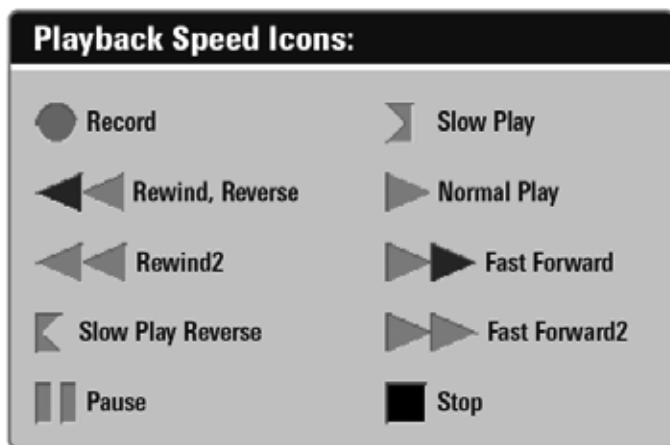 Playback Speed Icons:
Record
Rewind, Reverse
Rewind2
Slow Play Reverse
Pause
Slow Play
Normal Play
Fast Forward
Fast Forward2
Stop